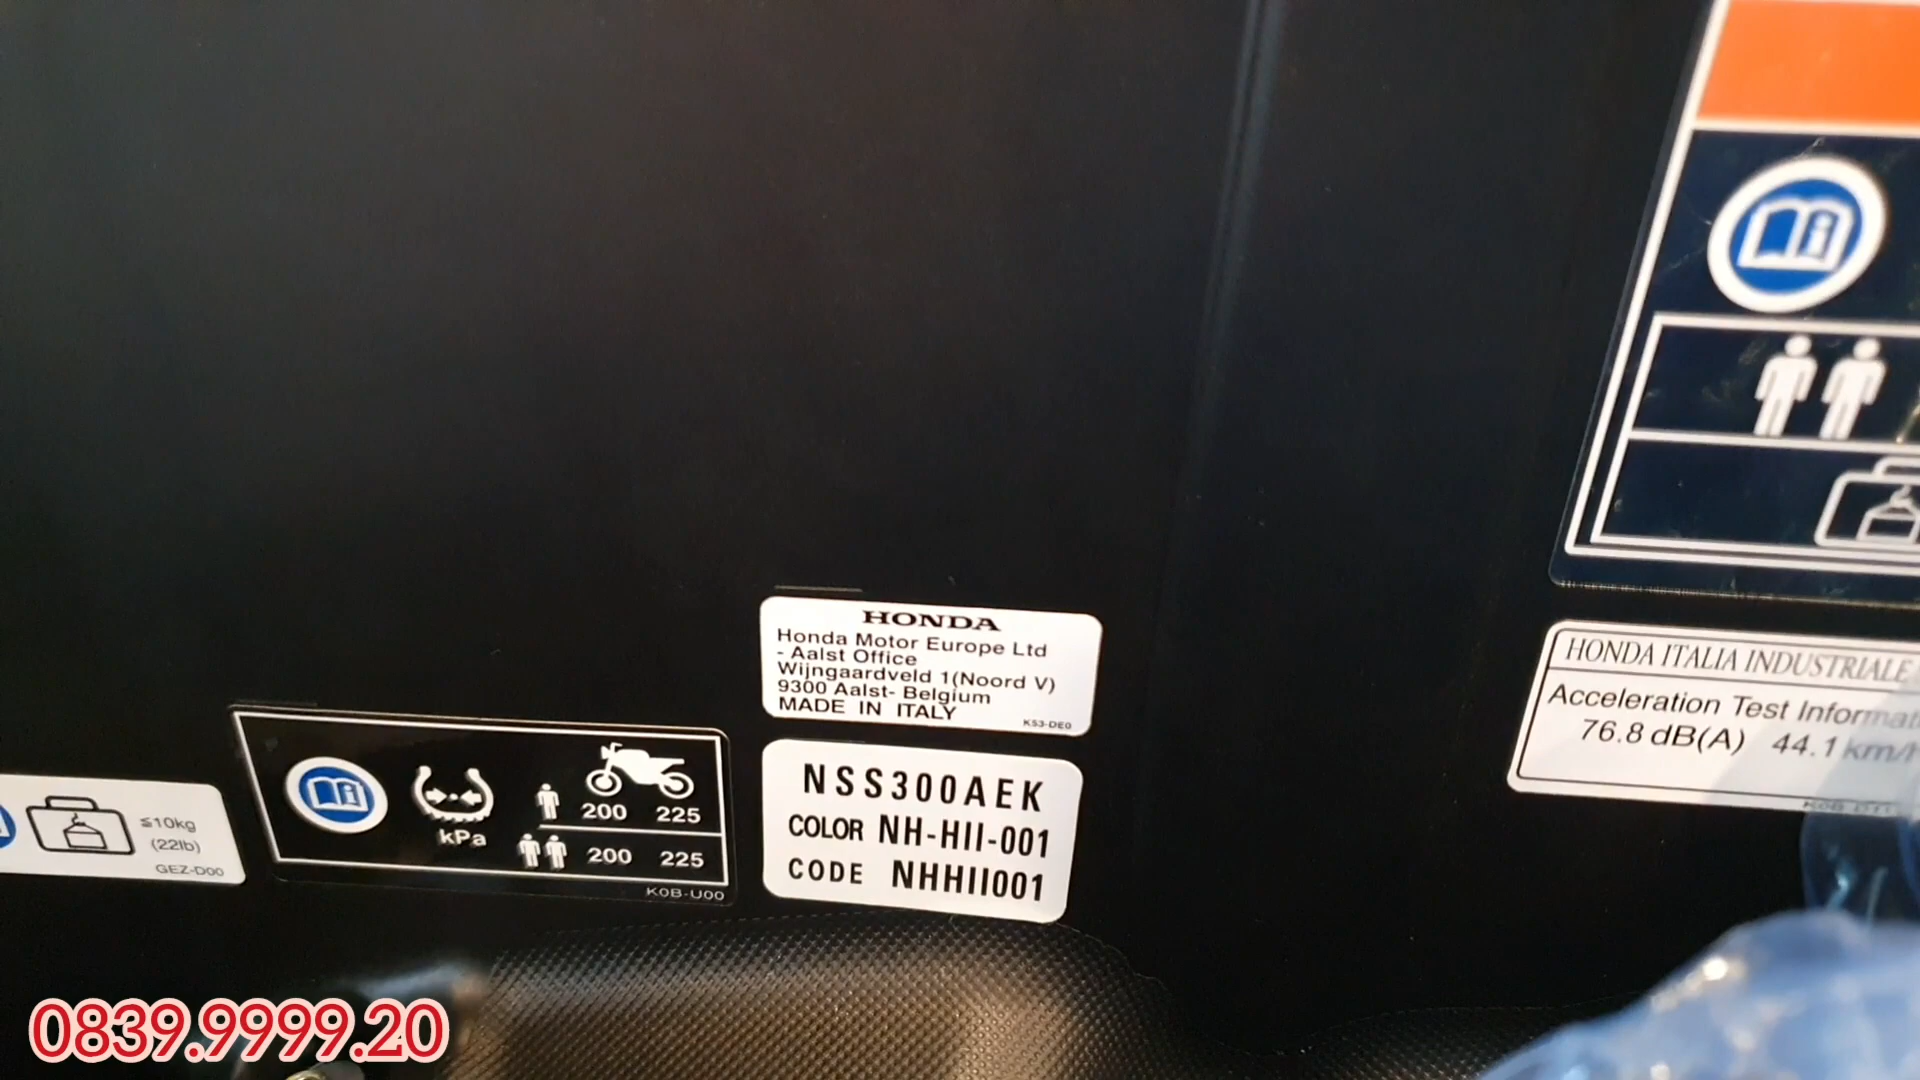 HONDA
Honda Motor Europe Ltd
- Aalst Office
Wijngaardveld 1(Noord V)
9300 Aalst- Belgium
MADE IN ITALY
K53-DE0
HONDA ITALIA INDUSTRIALE
Acceleration Test Informat
76.8 dB(A) 44.1 km/h
≦10kg
(22lb)
GEZ-D00
kPa
200 225
200 225
K0B-U00
NSS300AEK
COLOR NH-HII-001
CODE NHHII001
0839.9999.20